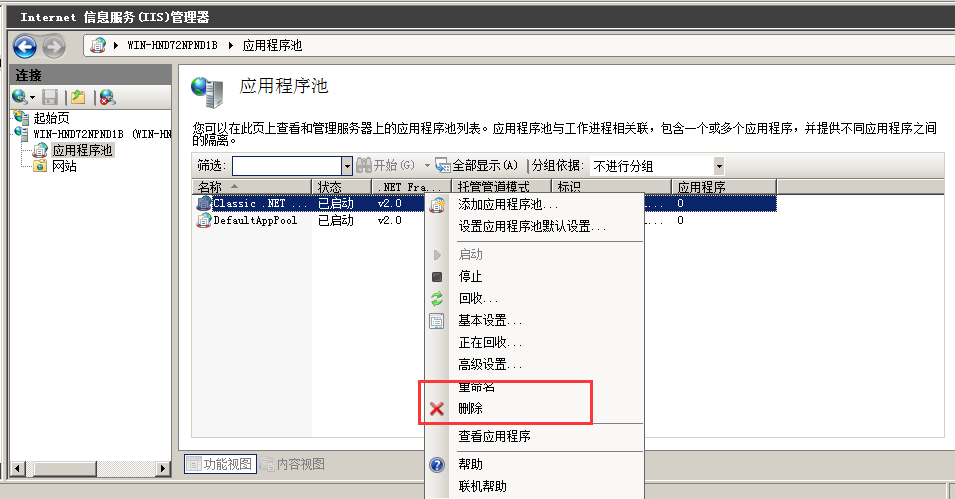 Internet 信息服务(IIS)管理器
WIN-HND72NPND1B
应用程序池
连接
起始页
WIN-HND72NPND1B (WIN-HN
应用程序池
网站
应用程序池
您可以在此页上查看和管理服务器上的应用程序池列表。应用程序池与工作进程相关联，包含一个或多个应用程序，并提供不同应用程序之间
的隔离。
筛选:
开始(G)
全部显示(A)
分组依据:
不进行分组
名称 状态 .NET Fra... 托管管道模式 标识 应用程序
Classic .NET ... 已启动 v2.0 ... 0
DefaultAppPool 已启动 v2.0 ... 0
添加应用程序池...
设置应用程序池默认设置...
启动
停止
回收...
基本设置...
正在回收...
高级设置...
重命名
删除
查看应用程序
帮助
联机帮助
功能视图
内容视图